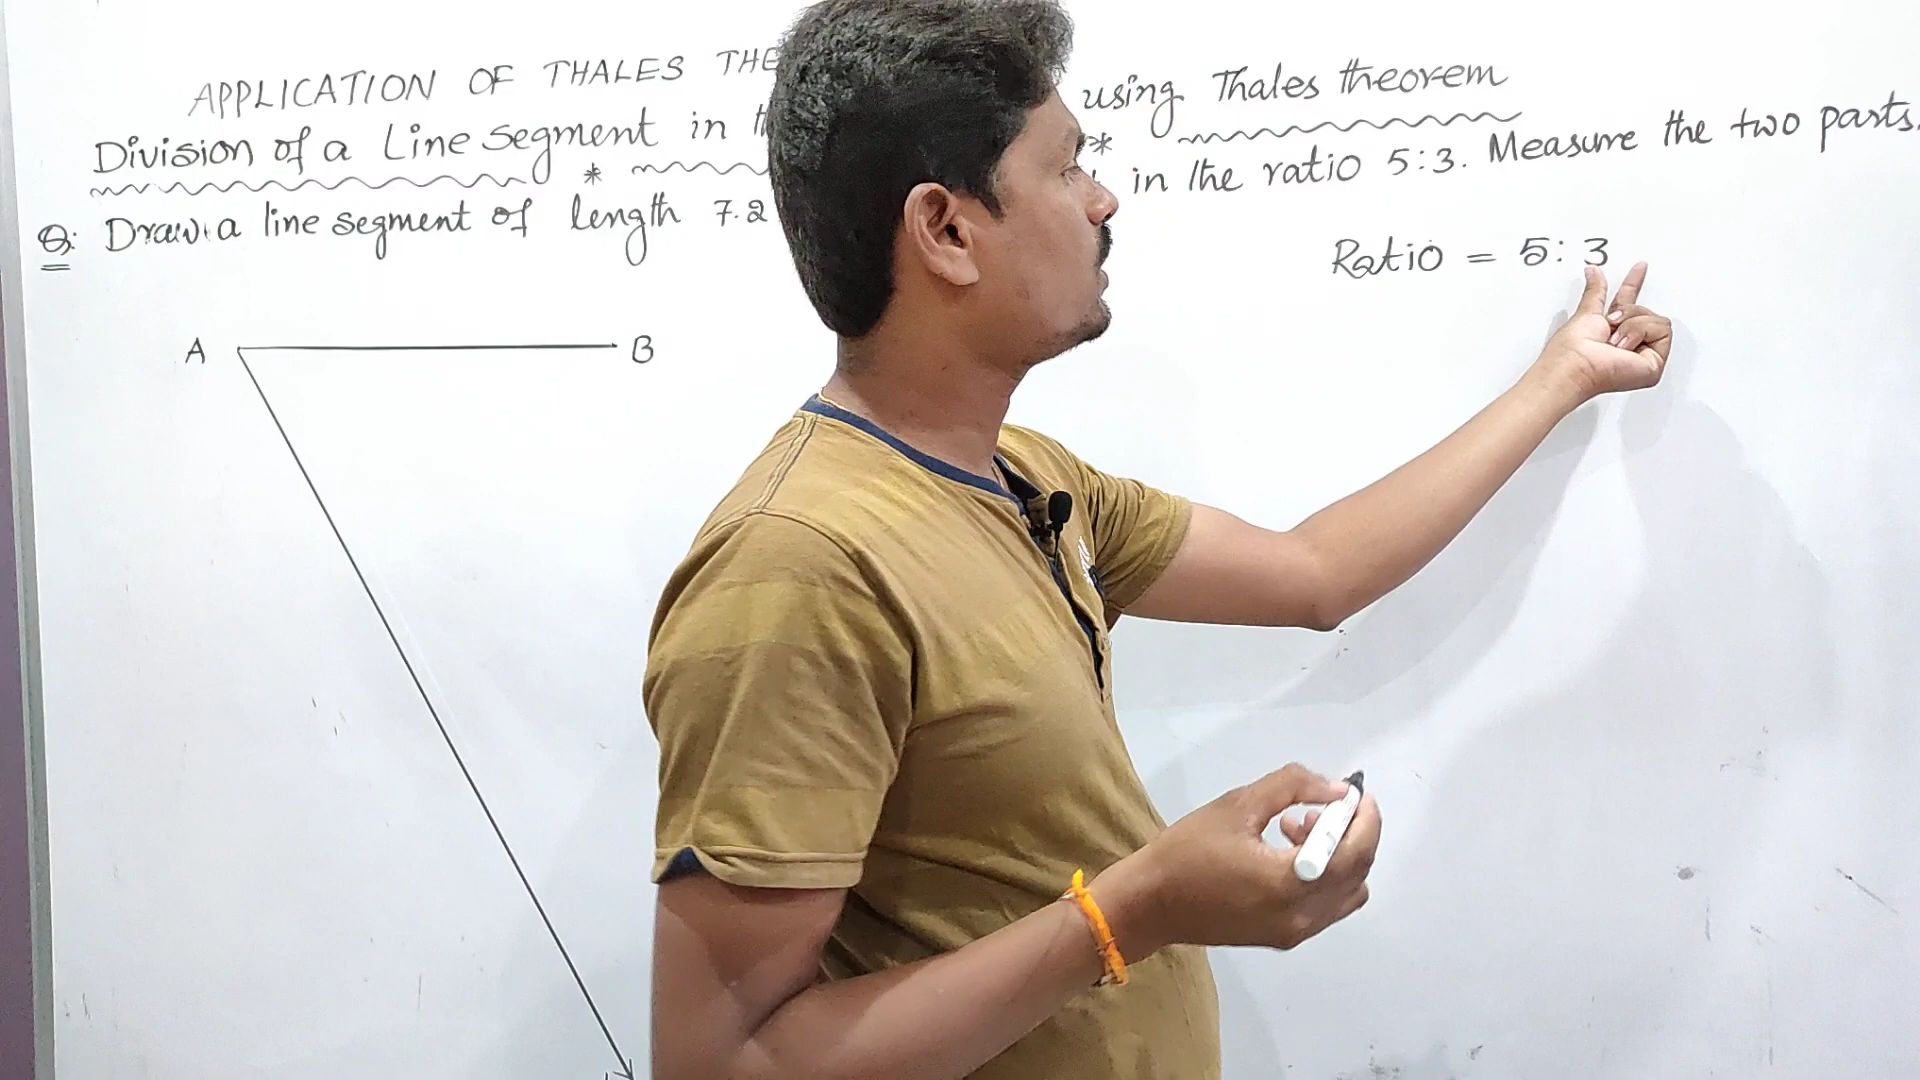 APPLICATION OF THALES THE
Division of a Line Segment in using Thales theorem
Q: Draw a line segment of length 7.2 in the ratio 5:3. Measure the two parts.
Ratio = 5:3
A B